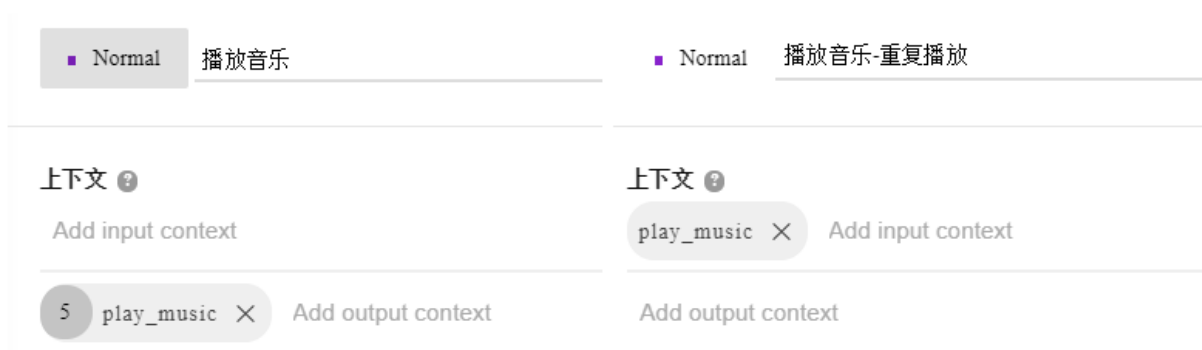 Normal 播放音乐
上下文 ?
Add input context
5 play_music × Add output context
Normal 播放音乐-重复播放
上下文 ?
play_music × Add input context
Add output context